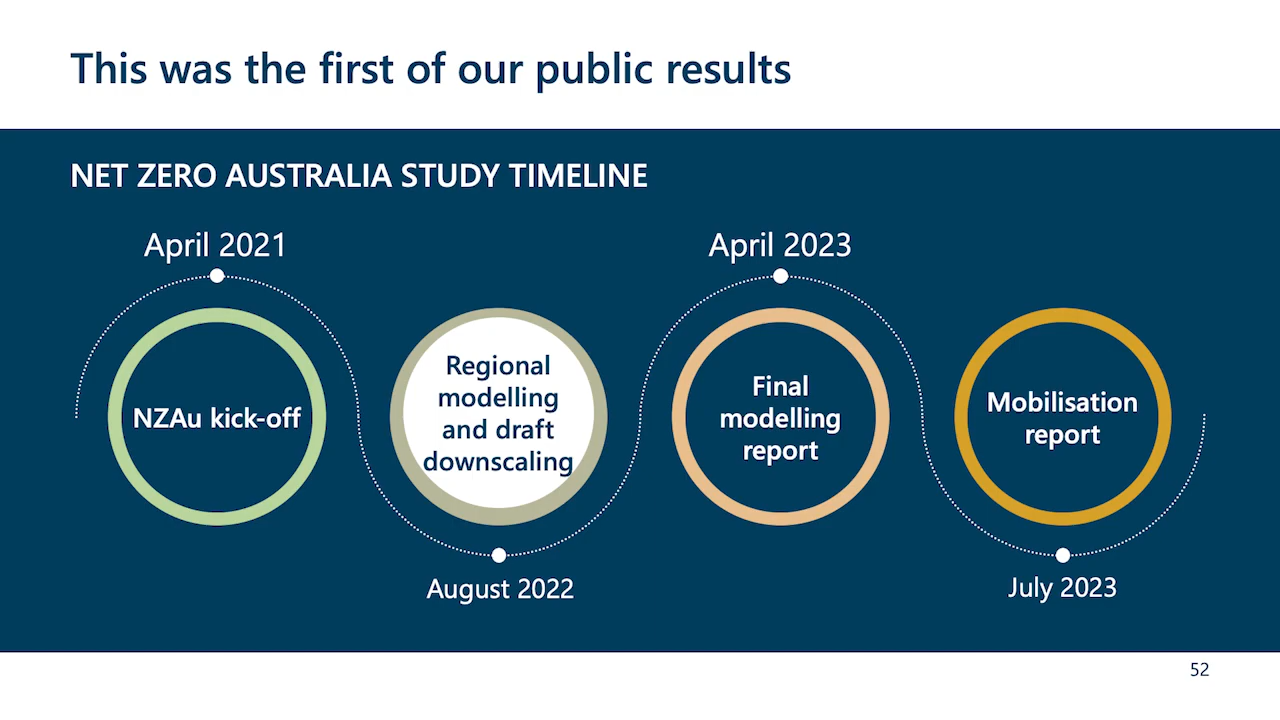 This was the first of our public results
NET ZERO AUSTRALIA STUDY TIMELINE
April 2021
NZAu kick-off
Regional
modelling
and draft
downscaling
August 2022
April 2023
Final
modelling
report
Mobilisation
report
July 2023
52